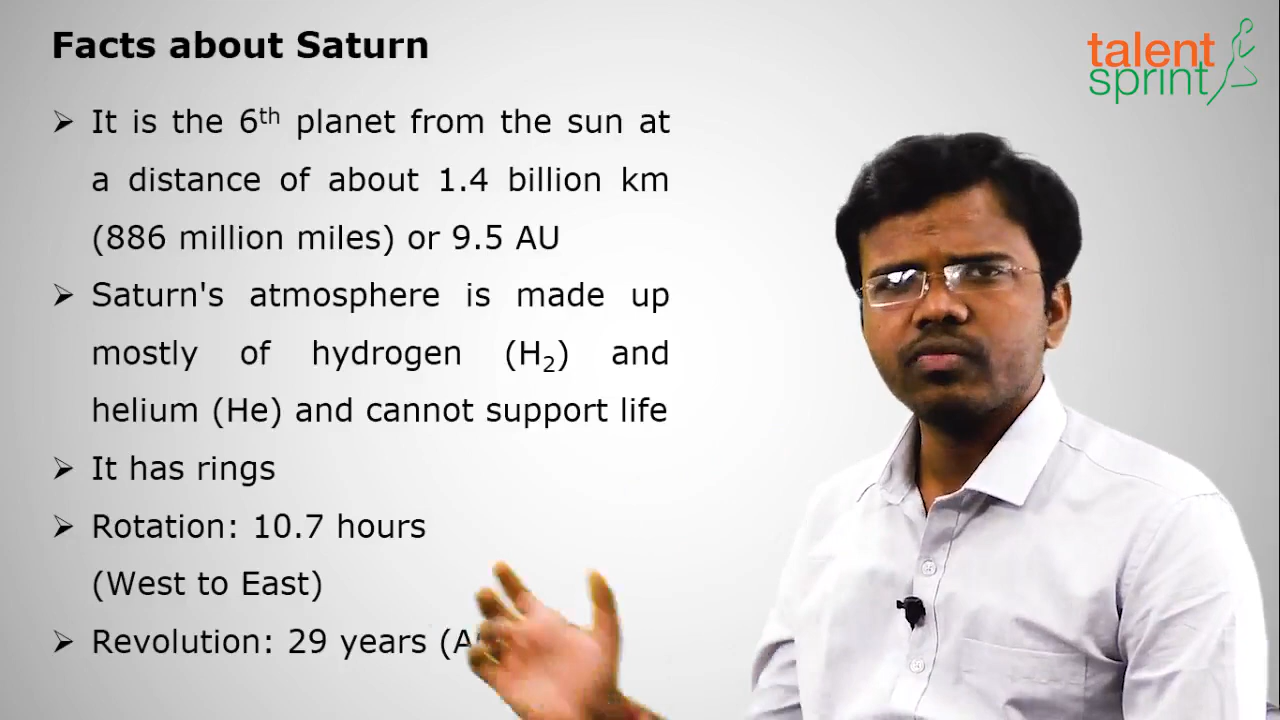 Facts about Saturn
talent
sprint
➢ It is the 6th planet from the sun at
a distance of about 1.4 billion km
(886 million miles) or 9.5 AU
➢ Saturn's atmosphere is made up
mostly of hydrogen (H₂) and
helium (He) and cannot support life
➢ It has rings
➢ Rotation: 10.7 hours
(West to East)
➢ Revolution: 29 years